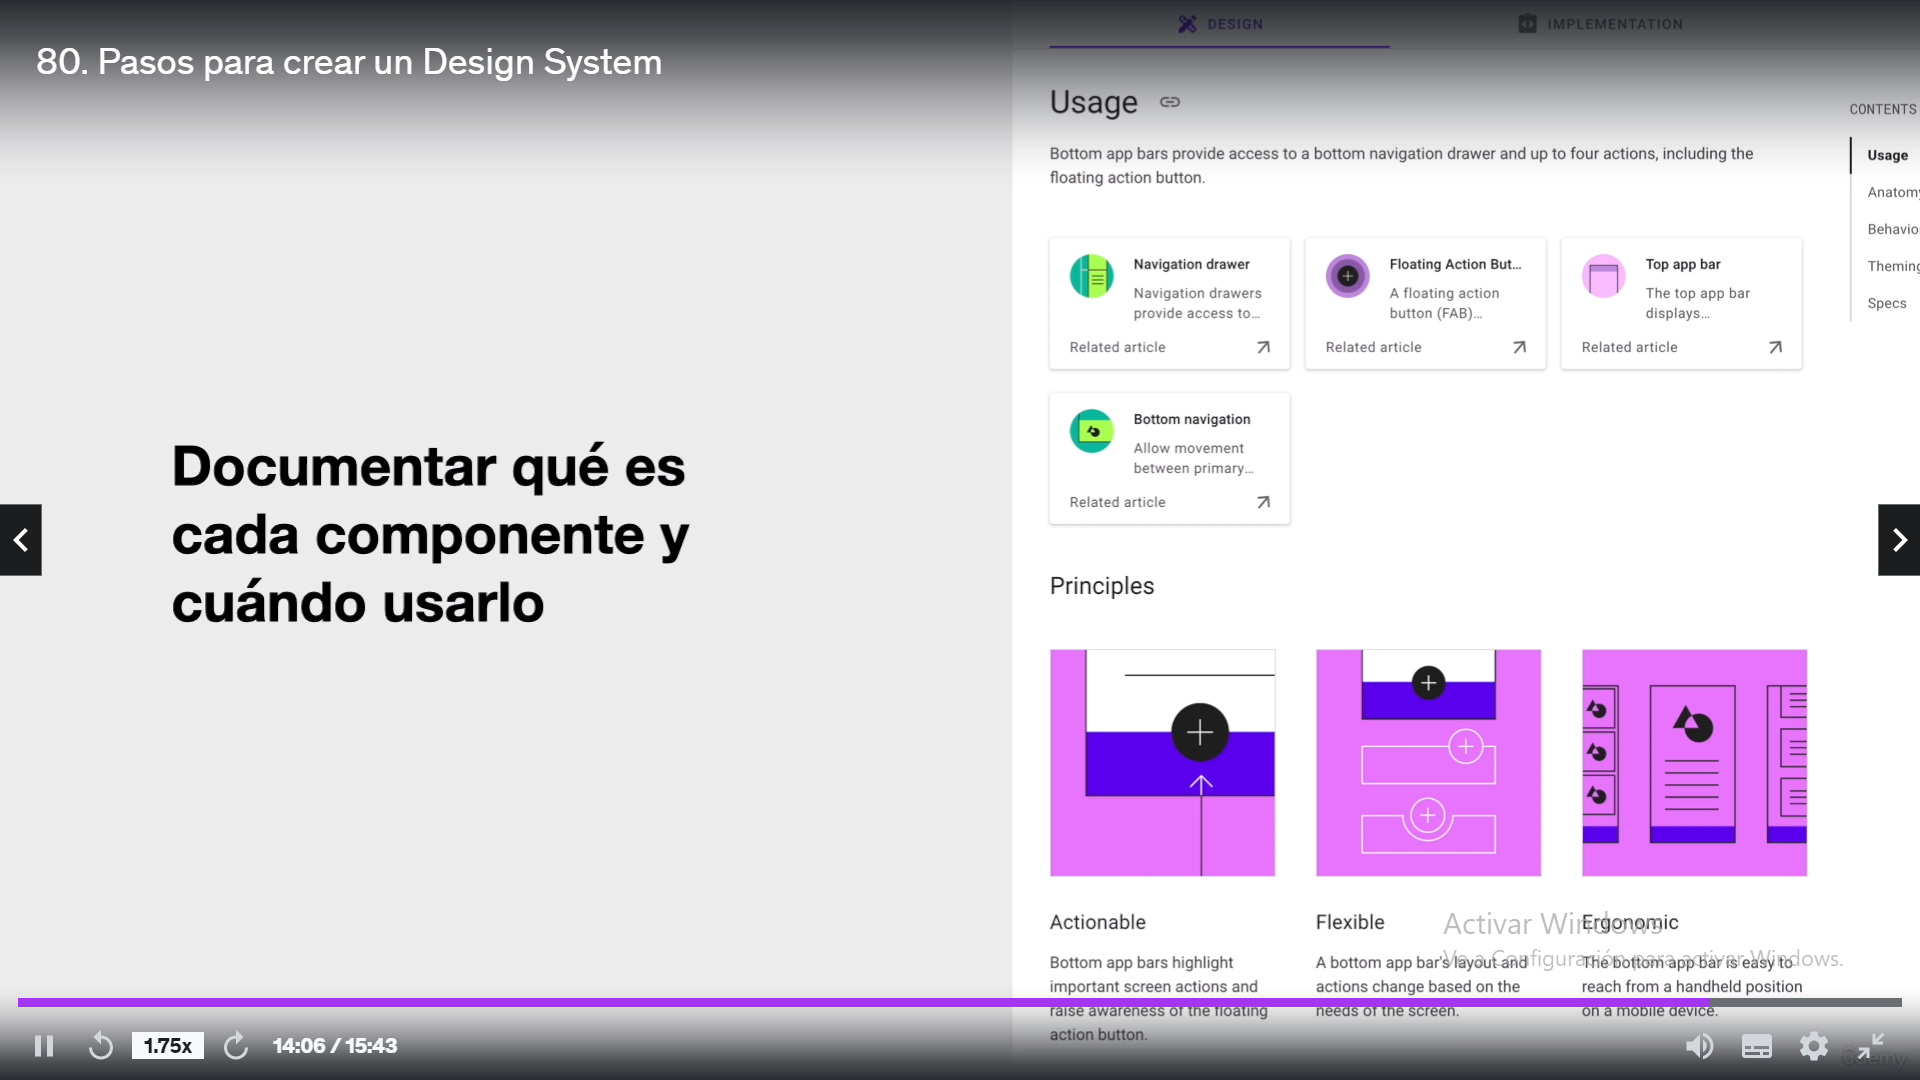 DESIGN
IMPLEMENTATION
80. Pasos para crear un Design System
Usage
CONTENTS
Usage
Bottom app bars provide access to a bottom navigation drawer and up to four actions, including the
floating action button.
Anatomy
Behavio
Theming
Specs
Navigation drawer
Navigation drawers
provide access to...
Related article
Floating Action But...
A floating action
button (FAB)...
Related article
Top app bar
The top app bar
displays...
Related article
Bottom navigation
Allow movement
between primary...
Related article
Documentar qué es
cada componente y
cuándo usarlo
Principles
Actionable
Bottom app bars highlight
important screen actions and
raise awareness of the floating
action button.
Flexible
A bottom app bar's layout and
actions change based on the
needs of the screen.
Ergonomic
The bottom app bar is easy to
reach from a handheld position
on a mobile device.
Activar Windows
Ve a Configuración para activar Windows.
1.75x
14:06 / 15:43
ûdemy